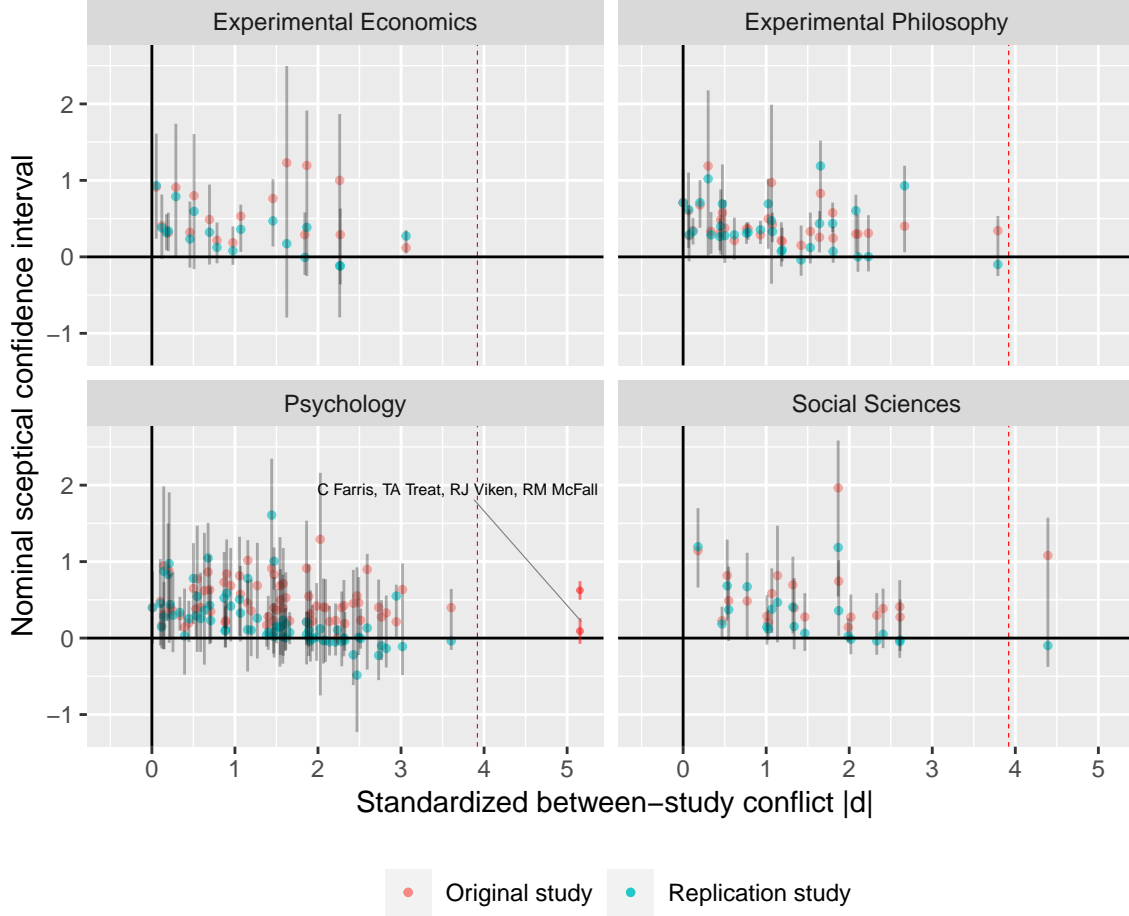 Experimental Economics
Experimental Philosophy
2
1
0
−1
Psychology
Social Sciences
C Farris, TA Treat, RJ Viken, RM McFall
2
1
0
−1
0 1 2 3 4 5
0 1 2 3 4 5
Nominal sceptical confidence interval
Standardized between−study conflict |d|
Original study
Replication study